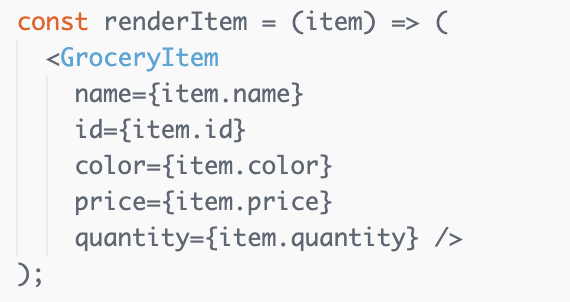 const renderItem = (item) => (
  <GroceryItem
    name={item.name}
    id={item.id}
    color={item.color}
    price={item.price}
    quantity={item.quantity} />
);